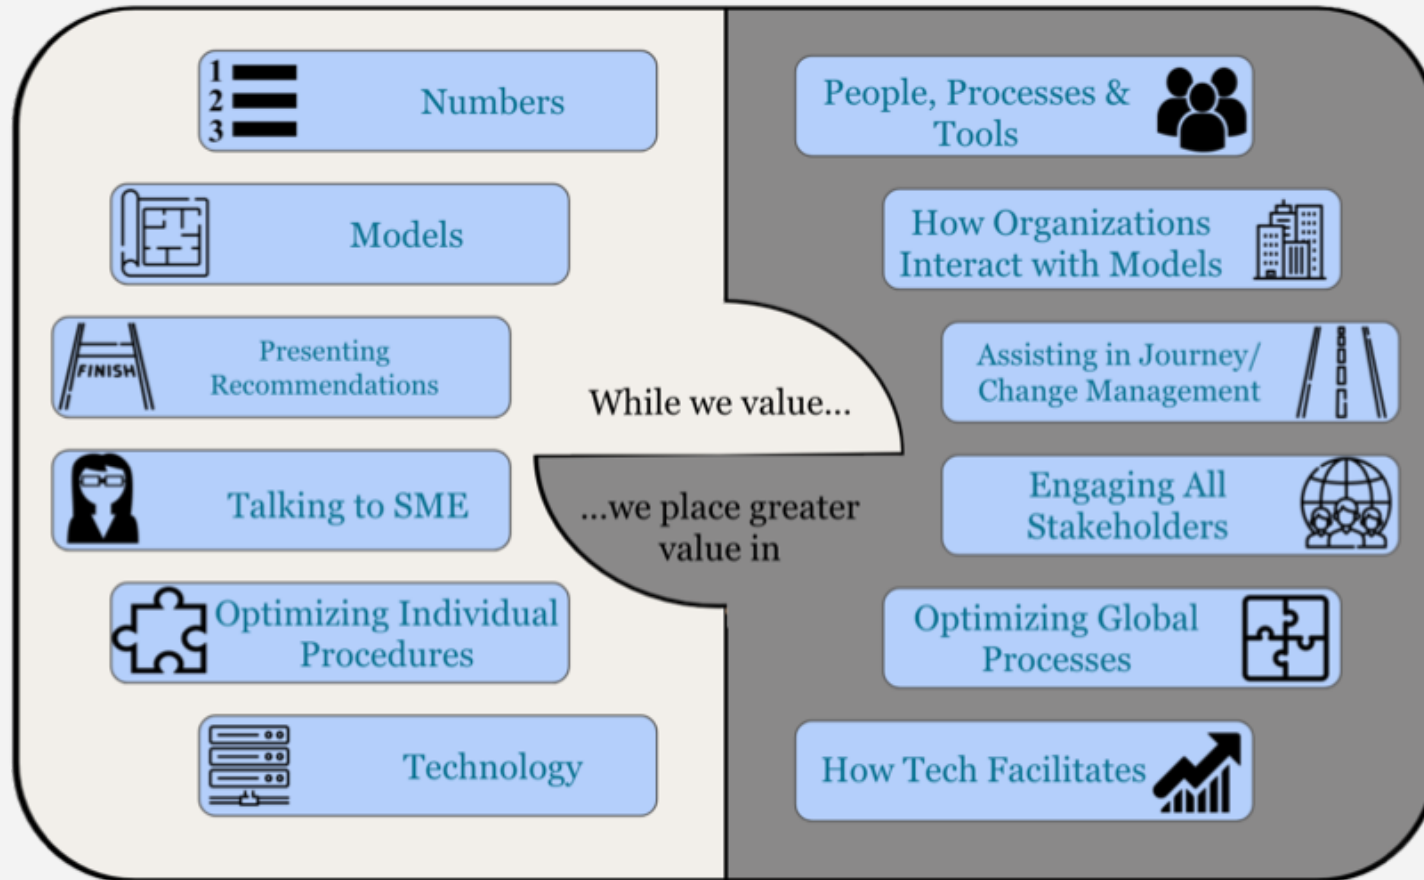 1
2
3
Numbers
Models
FINISH
Presenting
Recommendations
Talking to SME
Optimizing Individual
Procedures
Technology
While we value...
...we place greater
value in
People, Processes &
Tools
How Organizations
Interact with Models
Assisting in Journey/
Change Management
Engaging All
Stakeholders
Optimizing Global
Processes
How Tech Facilitates